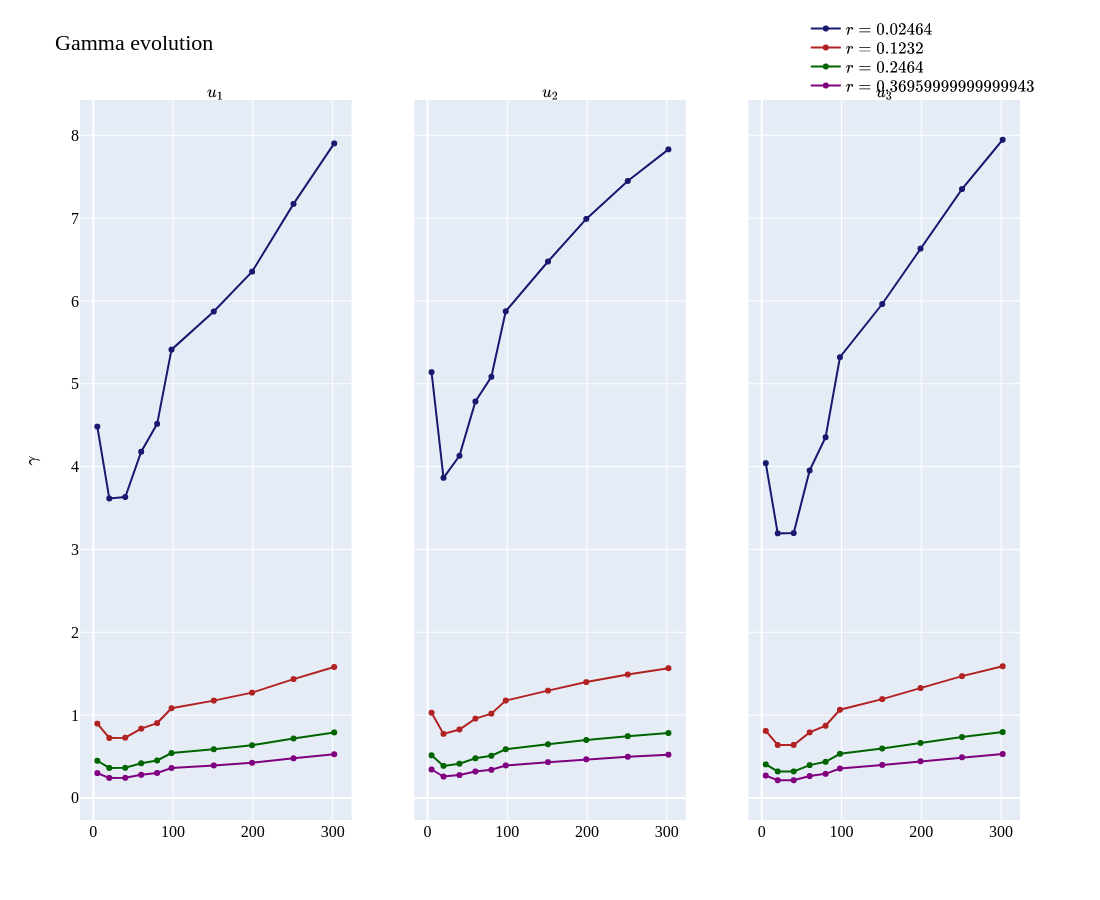 Gamma evolution
r = 0.02464
r = 0.1232
r = 0.2464
r = 0.36959999999999943
u₁
u₂
u₃
8
7
6
5
4
3
2
1
0
γ
0 100 200 300
0 100 200 300
0 100 200 300